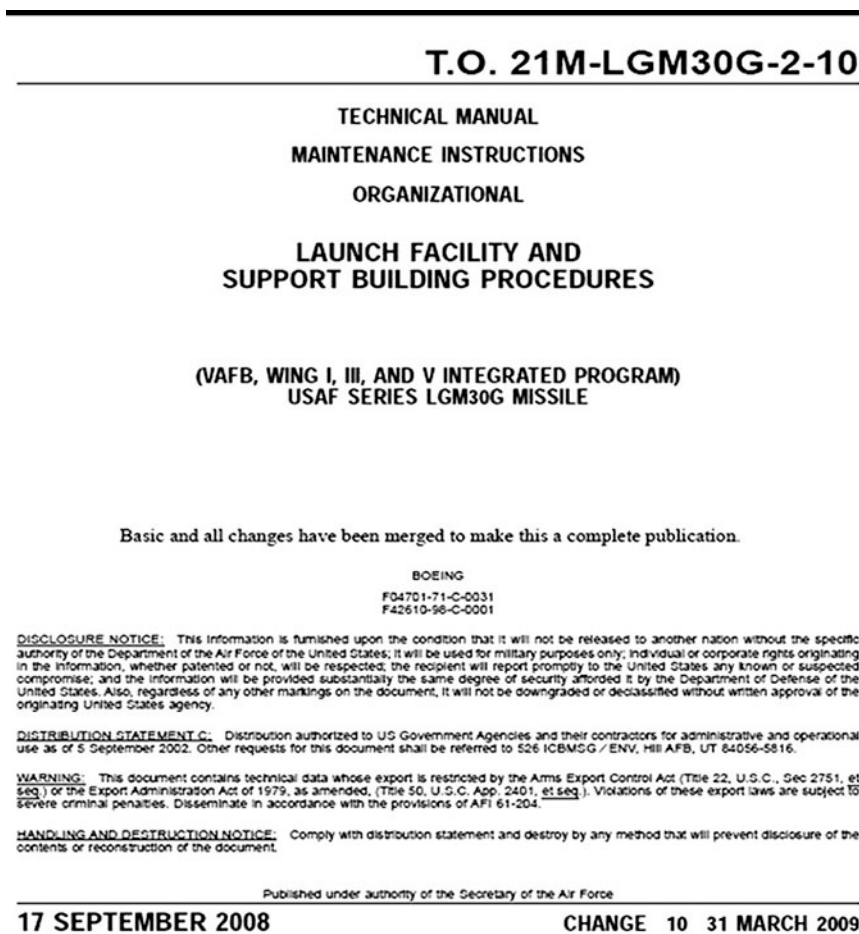 T.O. 21M-LGM30G-2-10
TECHNICAL MANUAL
MAINTENANCE INSTRUCTIONS
ORGANIZATIONAL
LAUNCH FACILITY AND
SUPPORT BUILDING PROCEDURES
(VAFB, WING I, III, AND V INTEGRATED PROGRAM)
USAF SERIES LGM30G MISSILE
Basic and all changes have been merged to make this a complete publication.
BOEING
F04701-71-C-0031
F42610-98-C-0001
DISCLOSURE NOTICE: This information is furnished upon the condition that it will not be released to another nation without the specific
authority of the Department of the Air Force of the United States; it will be used for military purposes only; individual or corporate rights originating
in the information, whether patented or not, will be respected; the recipient will report promptly to the United States any known or suspected
compromise; and the information will be provided substantially the same degree of security afforded it by the Department of Defense of the
United States. Also, regardless of any other markings on the document, it will not be downgraded or declassified without written approval of the
originating United States agency.
DISTRIBUTION STATEMENT C: Distribution authorized to US Government Agencies and their contractors for administrative and operational
use as of 5 September 2002. Other requests for this document shall be referred to 526 ICBMSG/ENV, Hill AFB, UT 84056-5816.
WARNING: This document contains technical data whose export is restricted by the Arms Export Control Act (Title 22, U.S.C., Sec 2751, et
seq.) or the Export Administration Act of 1979, as amended, (Title 50, U.S.C. App. 2401, et seq.). Violations of these export laws are subject to
severe criminal penalties. Disseminate in accordance with the provisions of AFI 61-204.
HANDLING AND DESTRUCTION NOTICE: Comply with distribution statement and destroy by any method that will prevent disclosure of the
contents or reconstruction of the document.
Published under authority of the Secretary of the Air Force
17 SEPTEMBER 2008 CHANGE 10 31 MARCH 2009